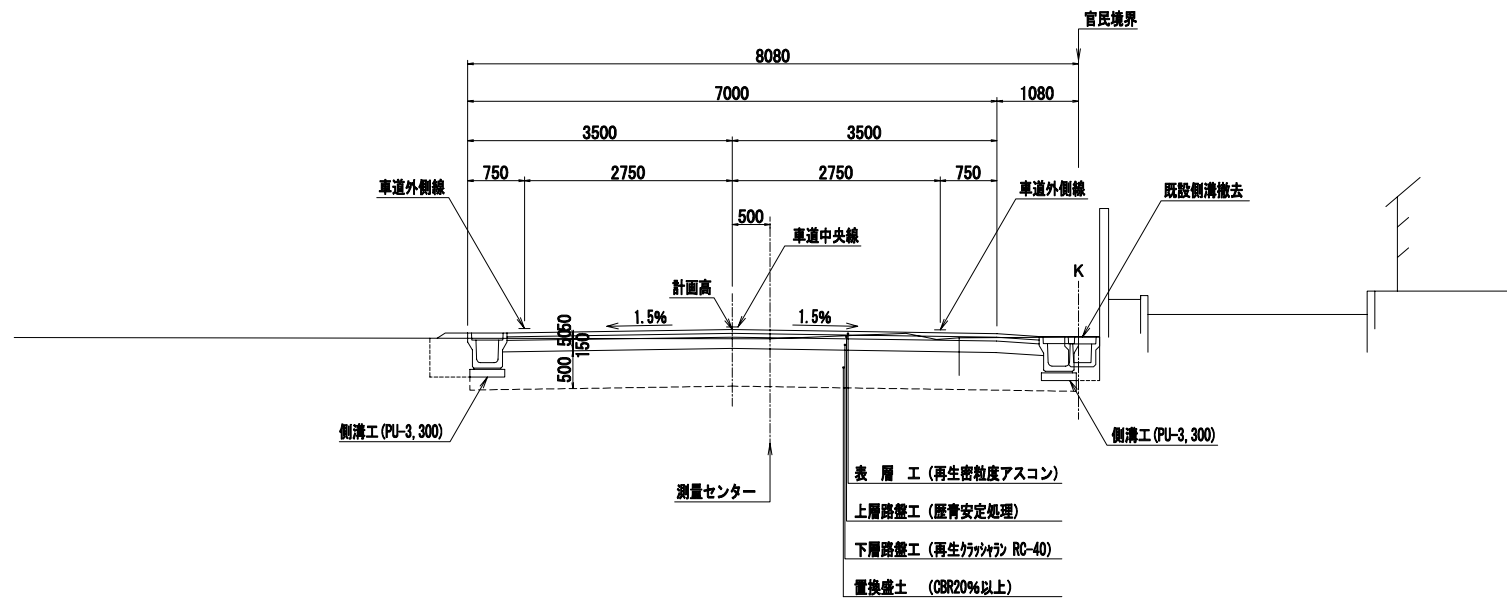 官民境界
8080
7000
1080
3500
3500
750
2750
2750
750
車道外側線
車道外側線
既設側溝撤去
500
車道中央線
K
計画高
1.5%
1.5%
50
50
150
500
側溝工(PU-3,300)
側溝工(PU-3,300)
測量センター
表 層 工 (再生密粒度アスコン)
上層路盤工 (歴青安定処理)
下層路盤工 (再生クラッシャラン RC-40)
置換盛土 (CBR20%以上)